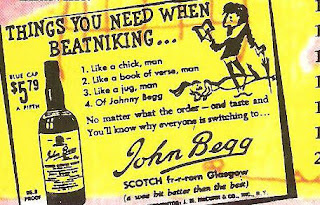 THINGS YOU NEED WHEN
BEATNIKING...
1. Like a chick, man
2. Like a book of verse, man
3. Like a jug, man
4. Of Johnny Begg
BLUE CAP
$5.79
A FIFTH
No matter what the order — one taste and
You'll know why everyone is switching to...
John Begg
SCOTCH fr-r-rom Glasgow
(a wee bit batter than the best)
PROOF
N. Y.